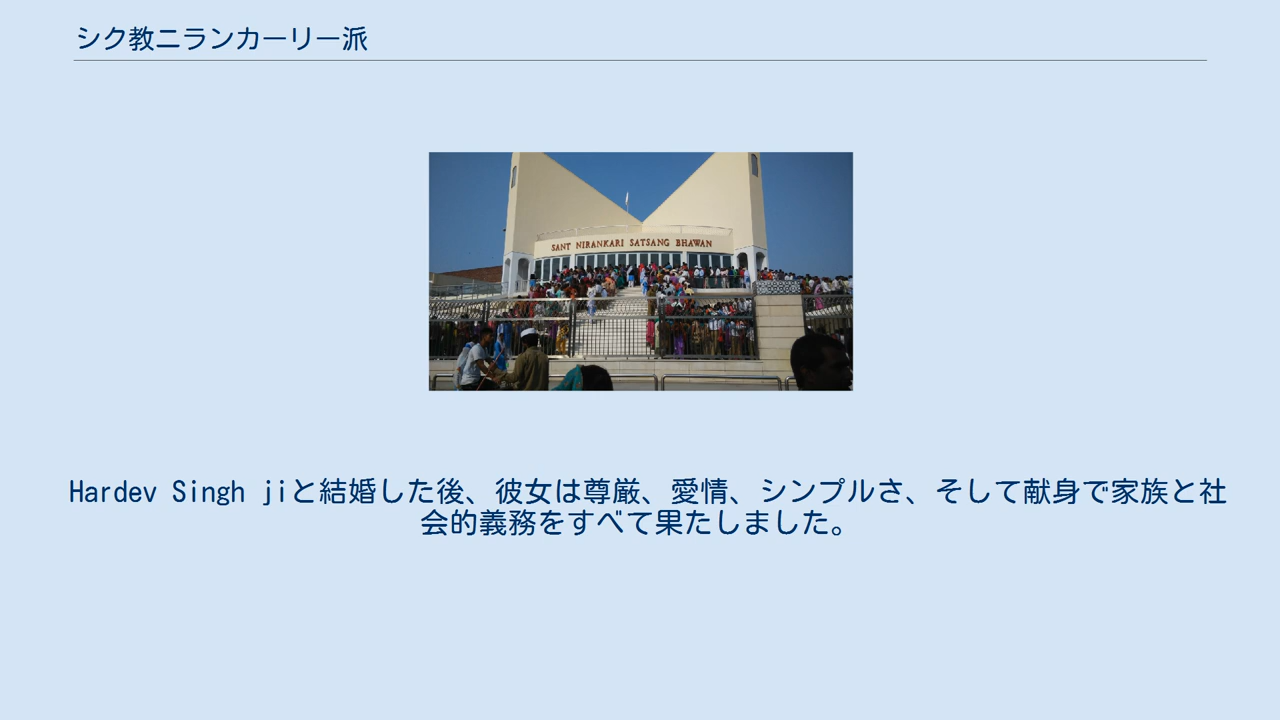 シク教ニランカーリー派
SANT NIRANKARI SATSANG BHAWAN
Hardev Singh jiと結婚した後、彼女は尊厳、愛情、シンプルさ、そして献身で家族と社
会的義務をすべて果たしました。